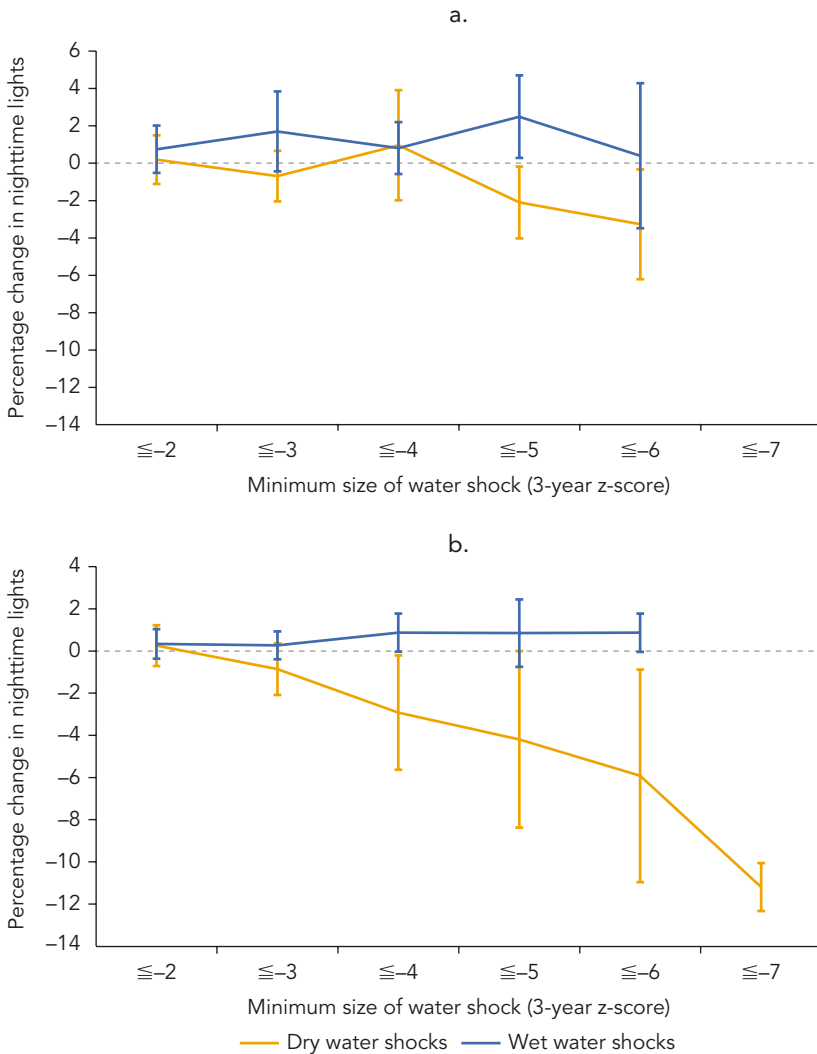 a.
Percentage change in nighttime lights
6
4
2
0
–2
–4
–6
–8
–10
–12
–14
≦–2 ≦–3 ≦–4 ≦–5 ≦–6 ≦–7
Minimum size of water shock (3-year z-score)
b.
Percentage change in nighttime lights
4
2
0
–2
–4
–6
–8
–10
–12
–14
≦–2 ≦–3 ≦–4 ≦–5 ≦–6 ≦–7
Minimum size of water shock (3-year z-score)
Dry water shocks Wet water shocks